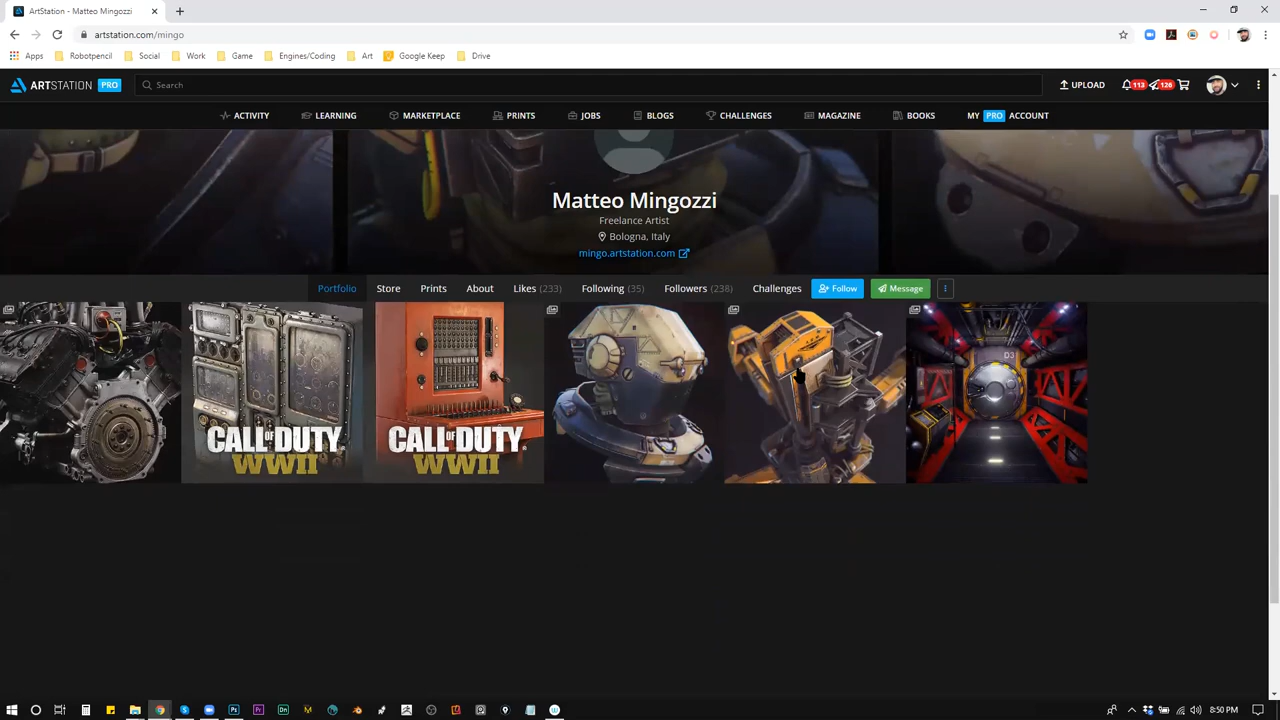 ArtStation - Matteo Mingozzi
artstation.com/mingo
Apps Robotpencil Social Work Game Engines/Coding Art Google Keep Drive
ARTSTATION PRO Search UPLOAD 113 126
ACTIVITY LEARNING MARKETPLACE PRINTS JOBS BLOGS CHALLENGES MAGAZINE BOOKS MY PRO ACCOUNT
Matteo Mingozzi
Freelance Artist
Bologna, Italy
mingo.artstation.com
Portfolio Store Prints About Likes (233) Following (35) Followers (238) Challenges Follow Message
D3
CALL OF DUTY
WWII
CALL OF DUTY
WWII
8:50 PM